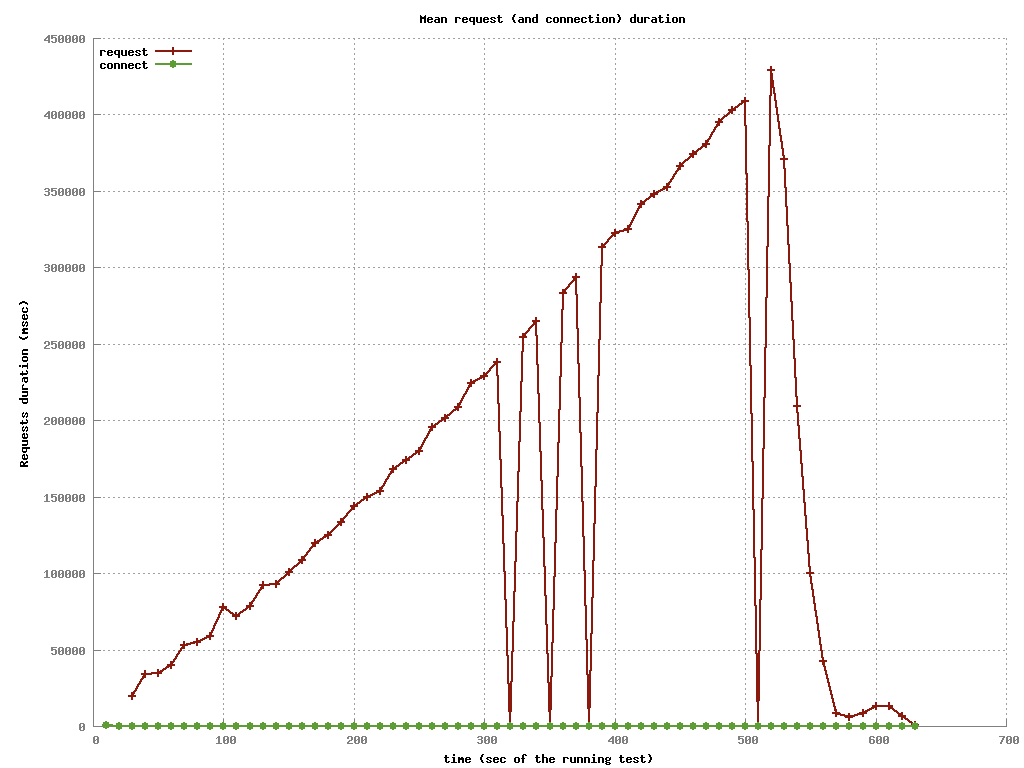 Mean request (and connection) duration
request
connect
450000
400000
350000
300000
250000
200000
150000
100000
50000
0
Requests duration (msec)
0 100 200 300 400 500 600 700
time (sec of the running test)